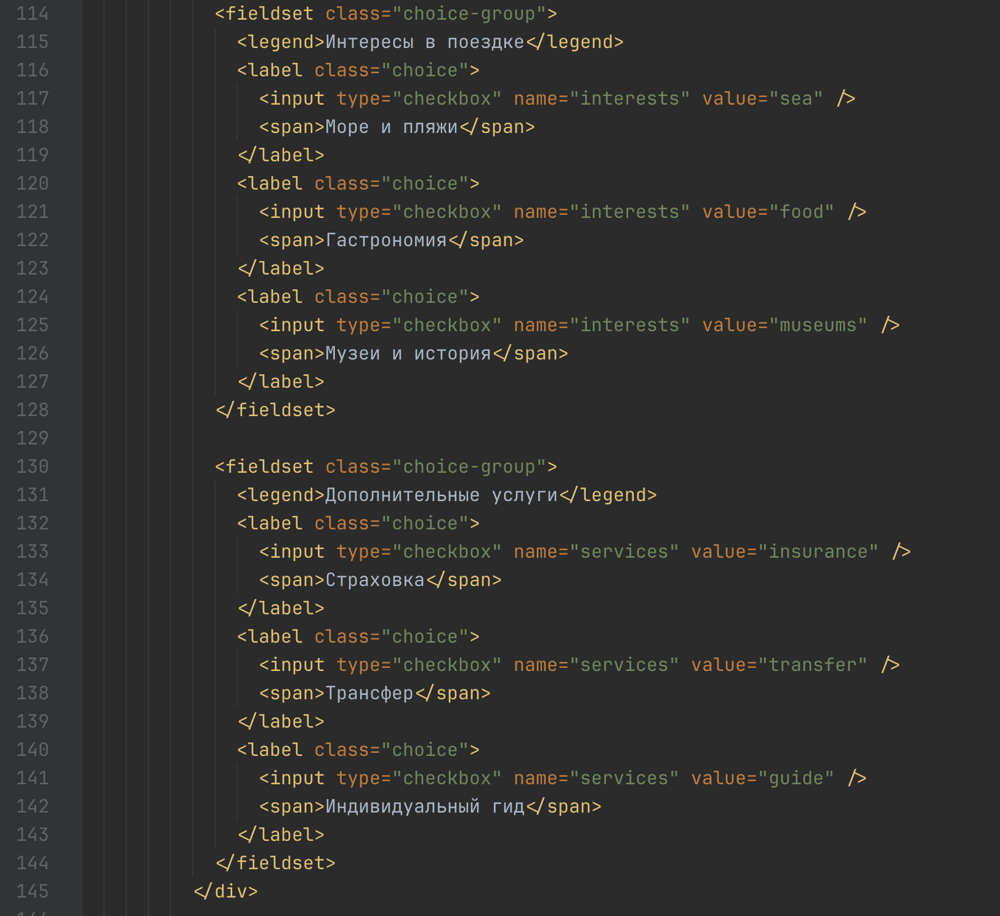 114 <fieldset class="choice-group">
115 <legend>Интересы в поездке</legend>
116 <label class="choice">
117 <input type="checkbox" name="interests" value="sea" />
118 <span>Море и пляжи</span>
119 </label>
120 <label class="choice">
121 <input type="checkbox" name="interests" value="food" />
122 <span>Гастрономия</span>
123 </label>
124 <label class="choice">
125 <input type="checkbox" name="interests" value="museums" />
126 <span>Музеи и история</span>
127 </label>
128 </fieldset>
129
130 <fieldset class="choice-group">
131 <legend>Дополнительные услуги</legend>
132 <label class="choice">
133 <input type="checkbox" name="services" value="insurance" />
134 <span>Страховка</span>
135 </label>
136 <label class="choice">
137 <input type="checkbox" name="services" value="transfer" />
138 <span>Трансфер</span>
139 </label>
140 <label class="choice">
141 <input type="checkbox" name="services" value="guide" />
142 <span>Индивидуальный гид</span>
143 </label>
144 </fieldset>
145 </div>